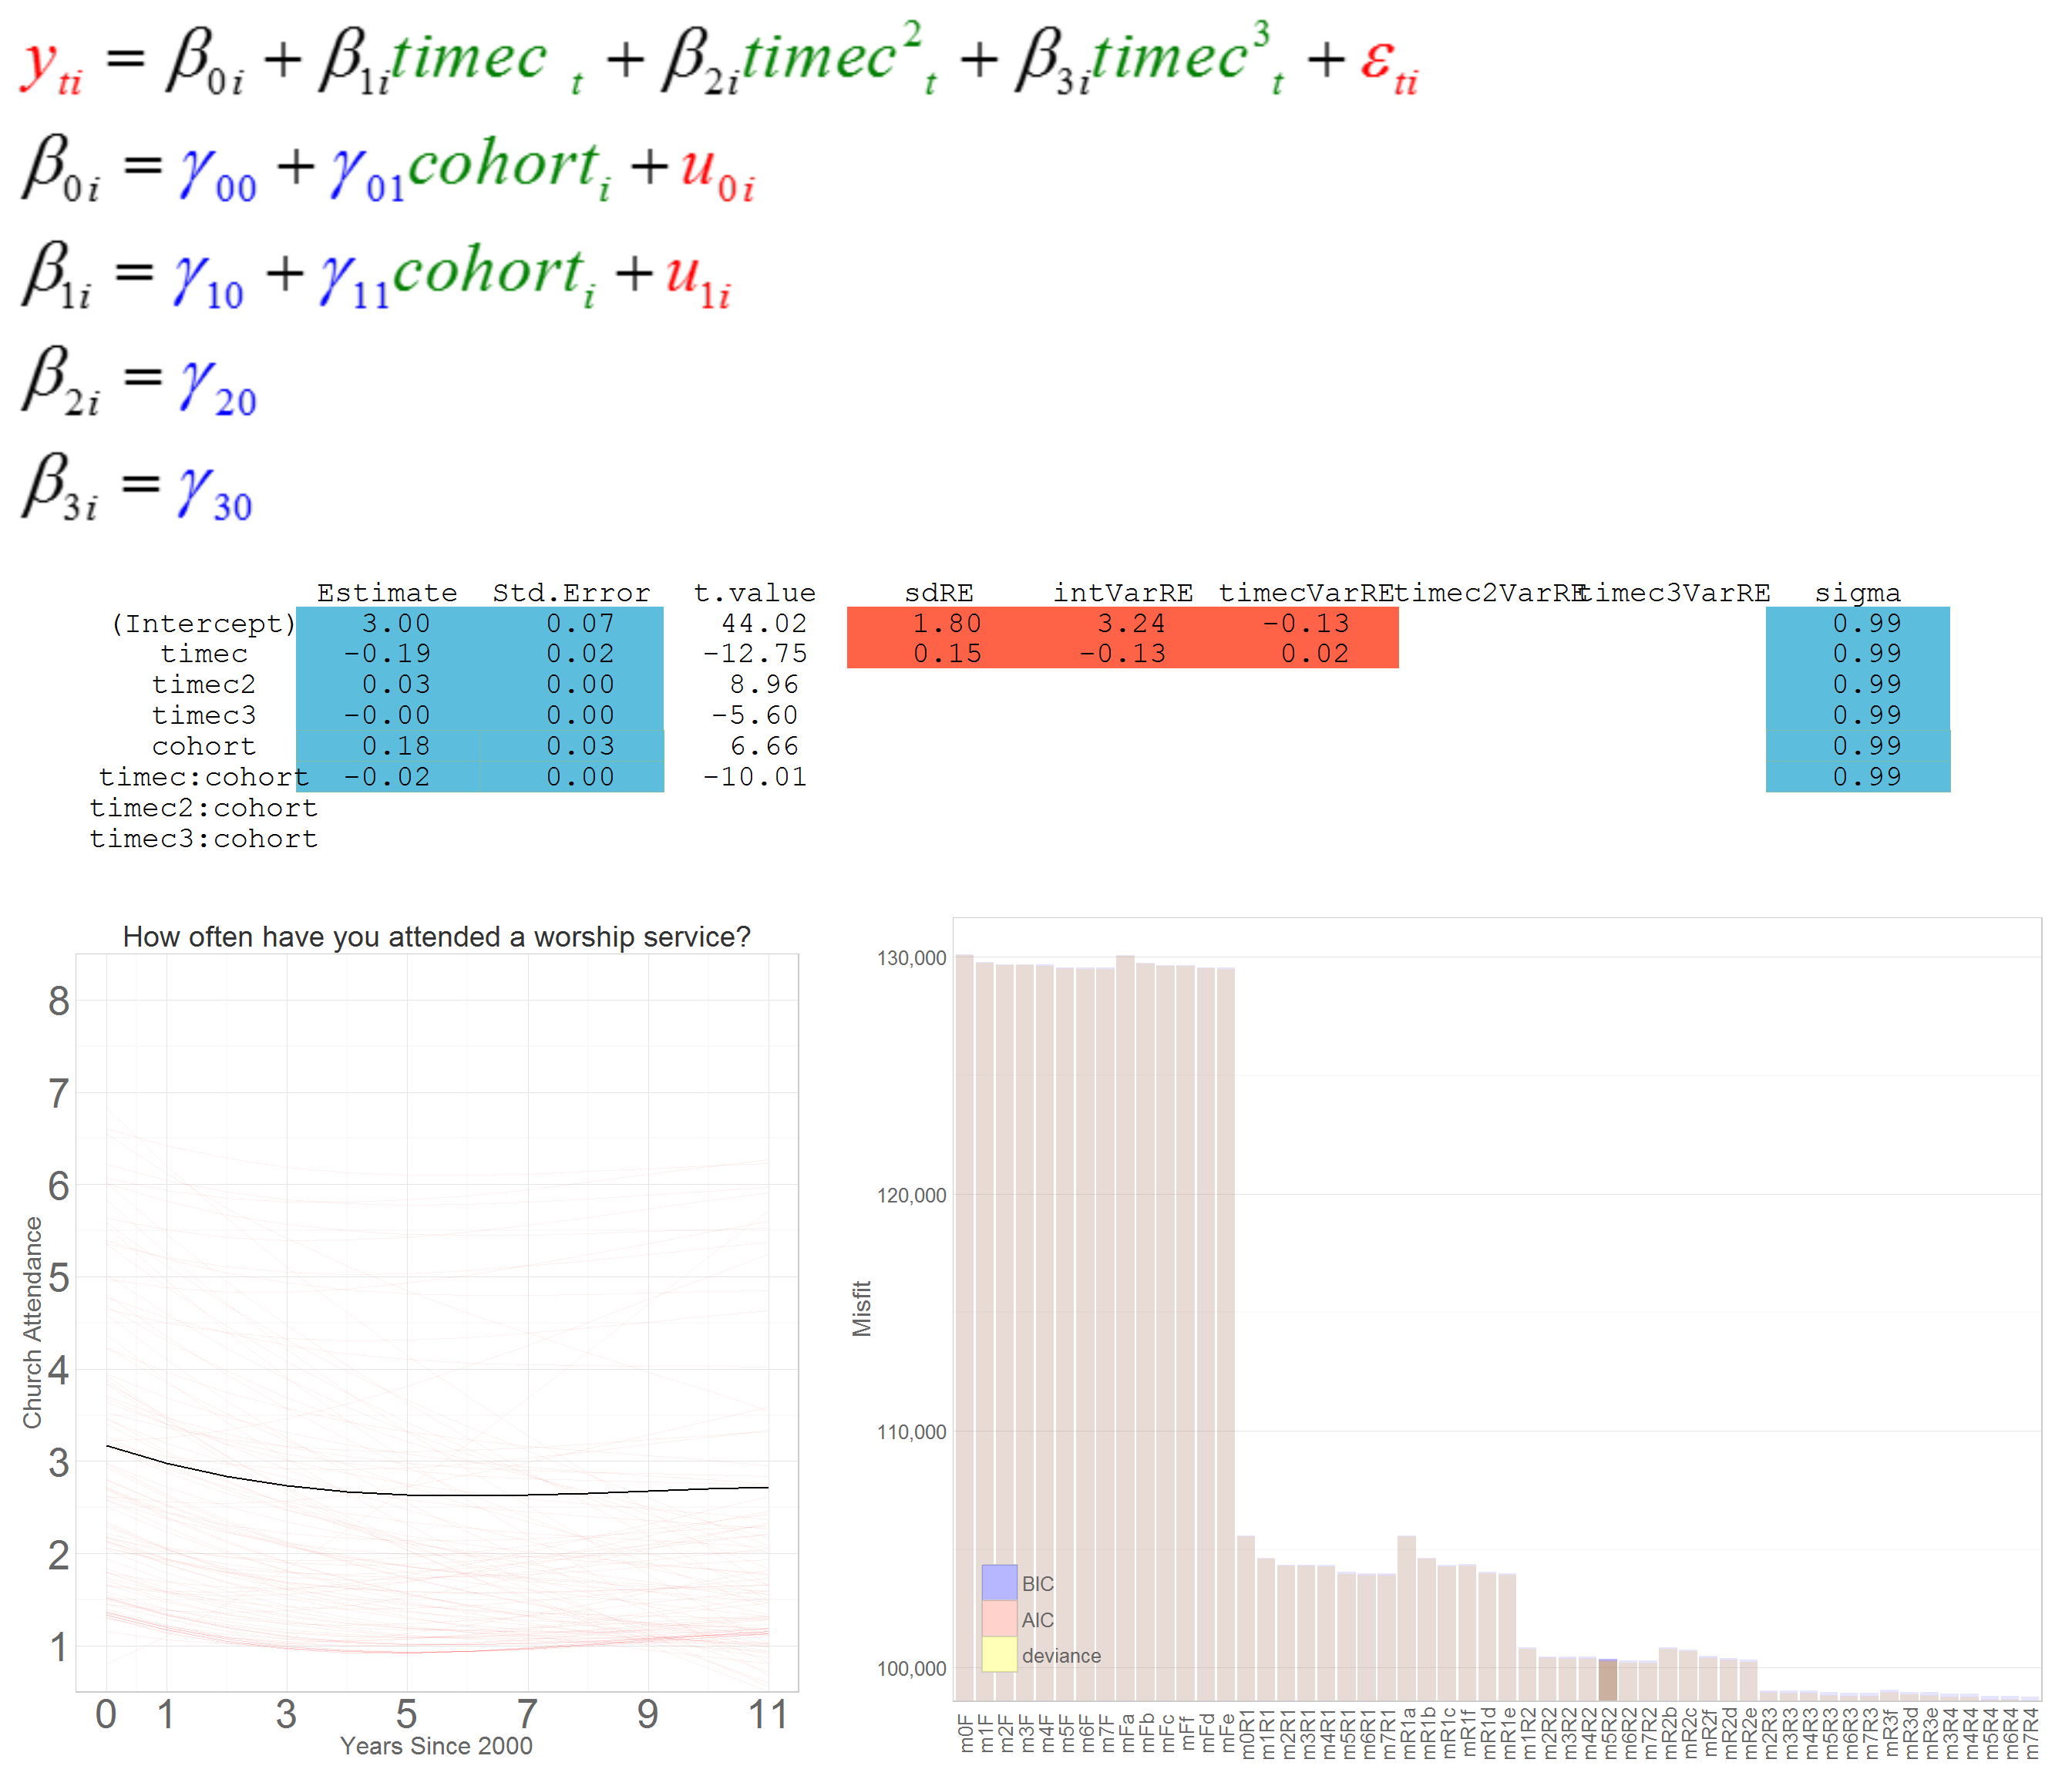 y_ti = β_0i + β_1i timec_t + β_2i timec²_t + β_3i timec³_t + ε_ti
β_0i = γ_00 + γ_01 cohort_i + u_0i
β_1i = γ_10 + γ_11 cohort_i + u_1i
β_2i = γ_20
β_3i = γ_30
Estimate Std.Error t.value sdRE intVarRE timecVarRE timec2VarRE timec3VarRE sigma
(Intercept) 3.00 0.07 44.02 1.80 3.24 -0.13 0.99
timec -0.19 0.02 -12.75 0.15 -0.13 0.02 0.99
timec2 0.03 0.00 8.96 0.99
timec3 -0.00 0.00 -5.60 0.99
cohort 0.18 0.03 6.66 0.99
timec:cohort -0.02 0.00 -10.01 0.99
timec2:cohort
timec3:cohort
How often have you attended a worship service?
8
7
6
5
4
3
2
1
Church Attendance
0 1 3 5 7 9 11
Years Since 2000
130,000
120,000
110,000
100,000
Misfit
BIC
AIC
deviance
m0F m1F m2F m3F m4F m5F m6F m7F mFa mFb mFc mFf mFd mFe m0R1 m1R1 m2R1 m3R1 m4R1 m5R1 m6R1 m7R1 mR1a mR1b mR1c mR1f mR1d mR1e m1R2 m2R2 m3R2 m4R2 m5R2 m6R2 m7R2 mR2b mR2c mR2f mR2d mR2e m2R3 m3R3 m4R3 m5R3 m6R3 m7R3 mR3f mR3d mR3e m3R4 m4R4 m5R4 m6R4 m7R4